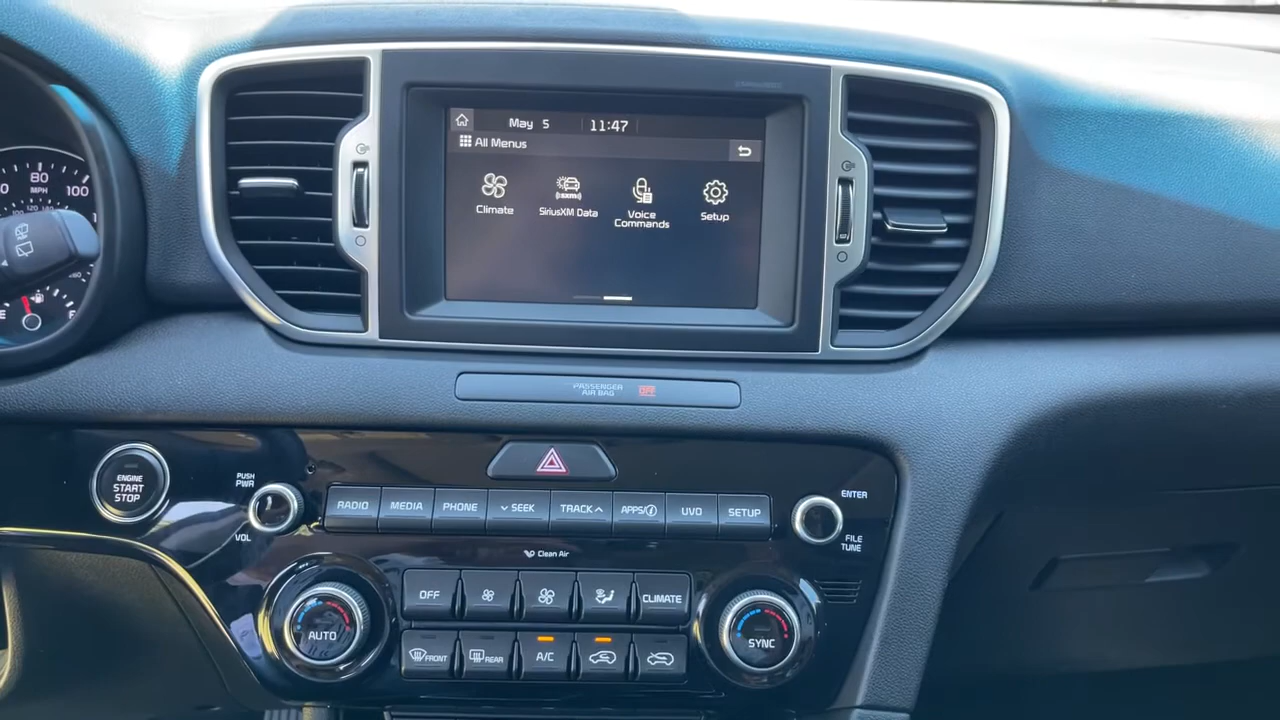 May 5 11:47
All Menus
Climate
SiriusXM Data
Voice
Commands
Setup
80
MPH
100
E
PASSENGER
AIR BAG OFF
ENGINE
START
STOP
PUSH
PWR
VOL
RADIO
MEDIA
PHONE
SEEK
TRACK
APPS/i
UVO
SETUP
ENTER
FILE
TUNE
Clean Air
AUTO
OFF
CLIMATE
FRONT
REAR
A/C
SYNC